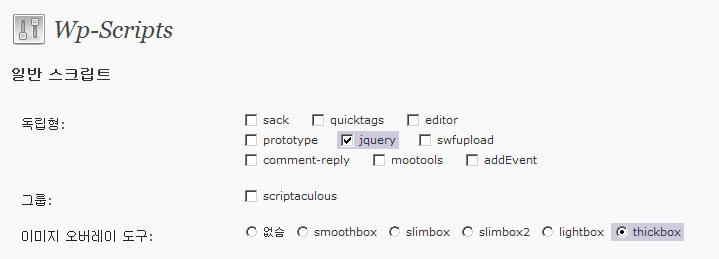 Wp-Scripts
일반 스크립트
독립형: sack quicktags editor
prototype jquery swfupload
comment-reply mootools addEvent
그룹: scriptaculous
이미지 오버레이 도구: 없슴 smoothbox slimbox slimbox2 lightbox thickbox